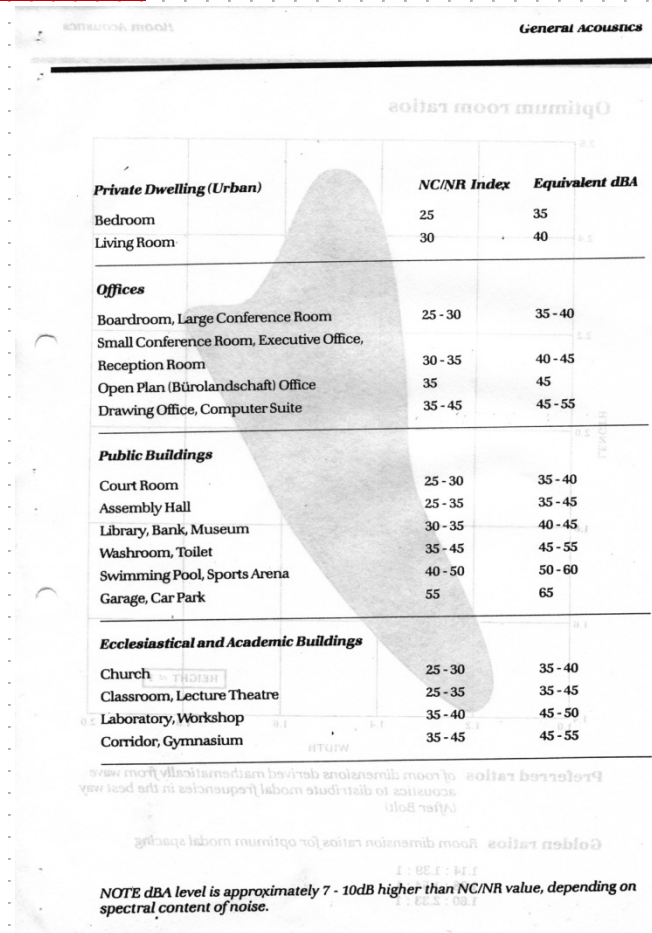 General Acoustics
Private Dwelling (Urban) NC/NR Index Equivalent dBA
Bedroom 25 35
Living Room 30 40
Offices
Boardroom, Large Conference Room 25 - 30 35 - 40
Small Conference Room, Executive Office,
Reception Room 30 - 35 40 - 45
Open Plan (Bürolandschaft) Office 35 45
Drawing Office, Computer Suite 35 - 45 45 - 55
Public Buildings
Court Room 25 - 30 35 - 40
Assembly Hall 25 - 35 35 - 45
Library, Bank, Museum 30 - 35 40 - 45
Washroom, Toilet 35 - 45 45 - 55
Swimming Pool, Sports Arena 40 - 50 50 - 60
Garage, Car Park 55 65
Ecclesiastical and Academic Buildings
Church 25 - 30 35 - 40
Classroom, Lecture Theatre 25 - 35 35 - 45
Laboratory, Workshop 35 - 40 45 - 50
Corridor, Gymnasium 35 - 45 45 - 55
NOTE dBA level is approximately 7 - 10dB higher than NC/NR value, depending on
spectral content of noise.